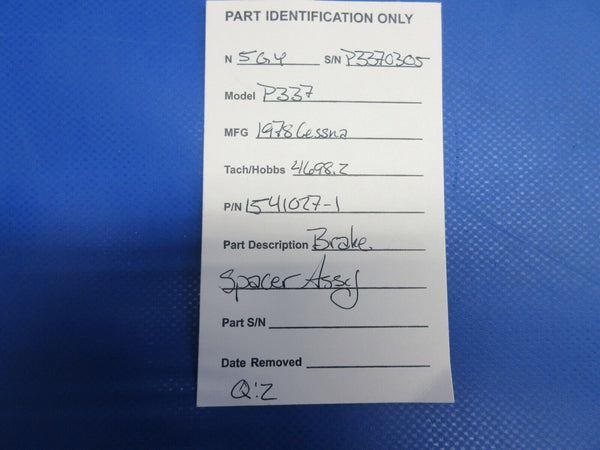 PART IDENTIFICATION ONLY
N 5GY S/N P3370305
Model P337
MFG 1978 Cessna
Tach/Hobbs 4698.2
P/N 1541027-1
Part Description Brake.
Spacer Assy
Part S/N
Date Removed
Q:2